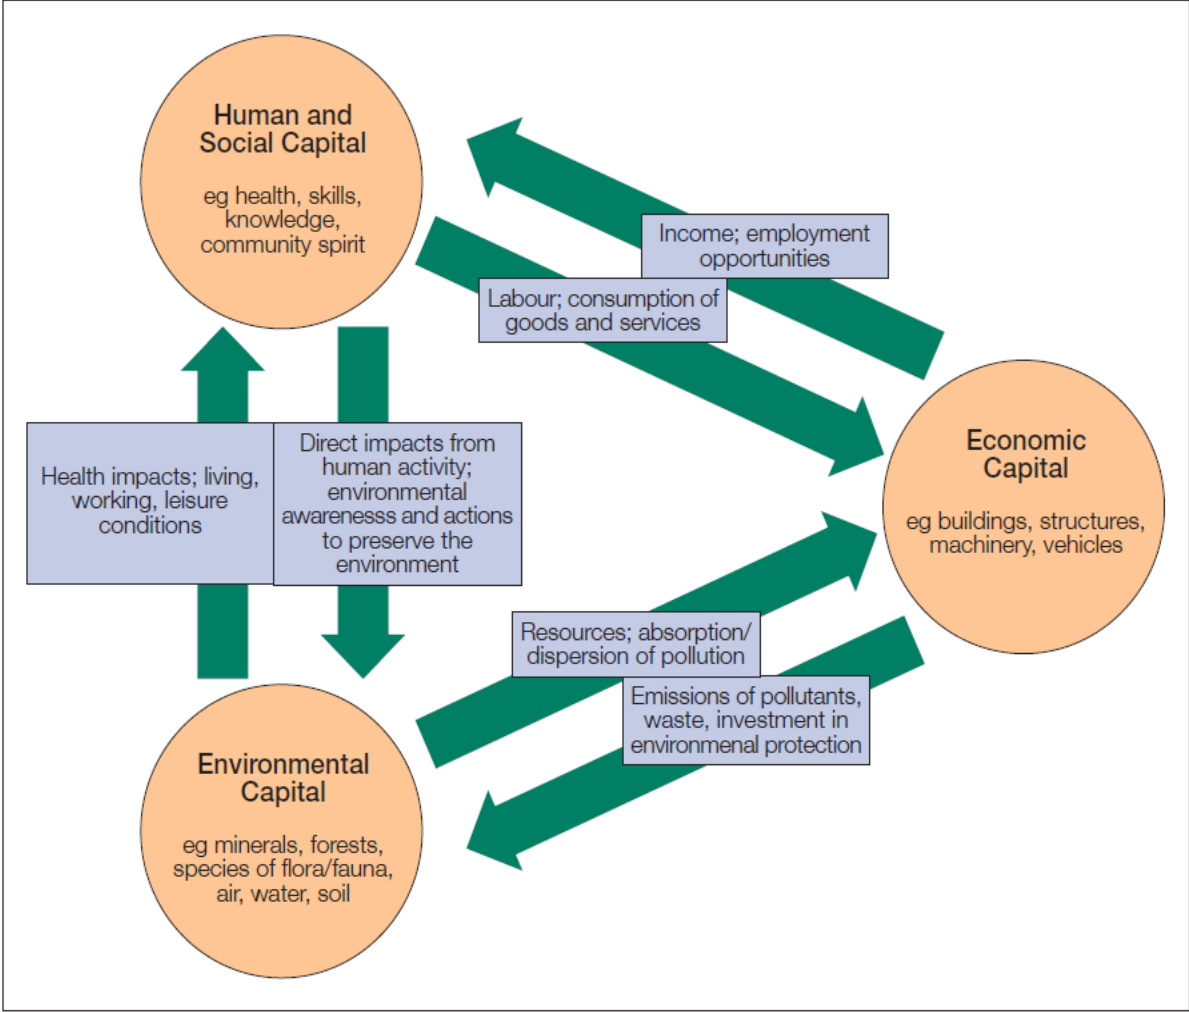 Human and
Social Capital
eg health, skills,
knowledge,
community spirit
Income; employment
opportunities
Labour; consumption of
goods and services
Health impacts; living,
working, leisure
conditions
Direct impacts from
human activity;
environmental
awarenesss and actions
to preserve the
environment
Economic
Capital
eg buildings, structures,
machinery, vehicles
Resources; absorption/
dispersion of pollution
Emissions of pollutants,
waste, investment in
environmenal protection
Environmental
Capital
eg minerals, forests,
species of flora/fauna,
air, water, soil